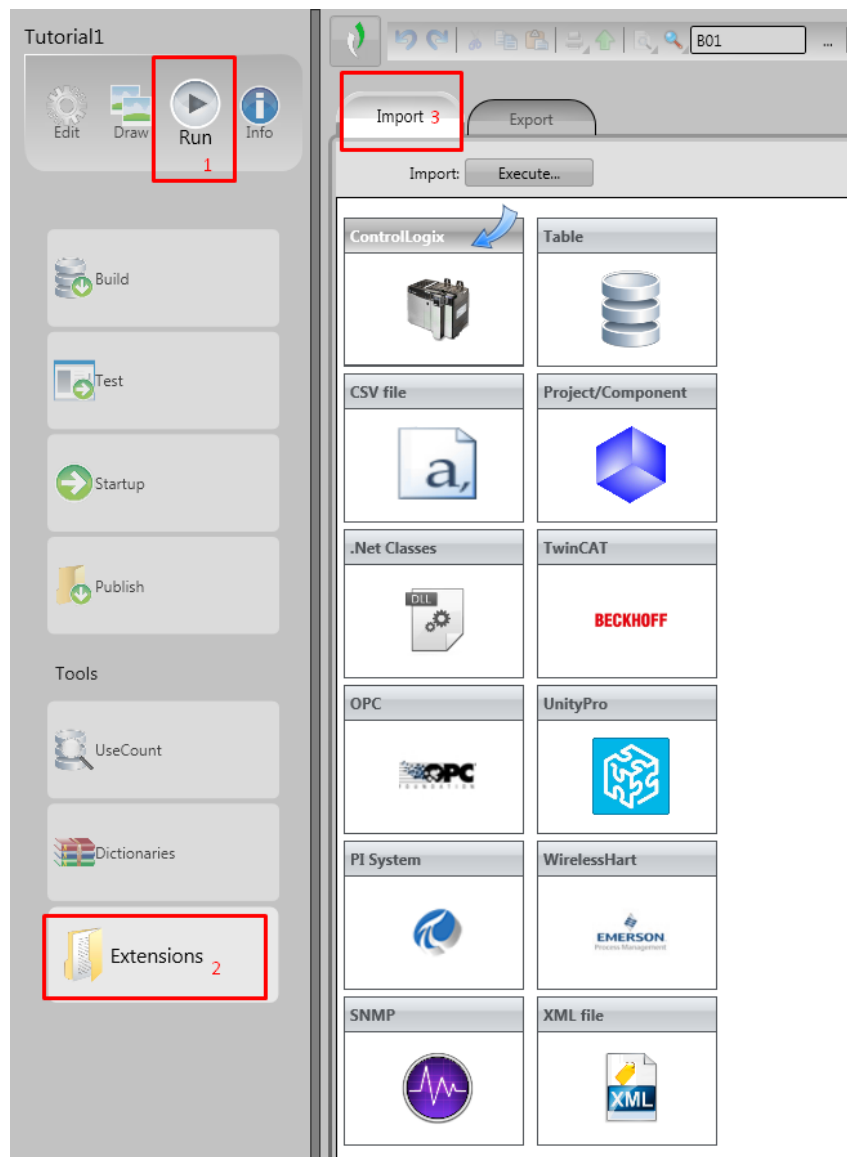 Tutorial1
Edit Draw Run Info
1
B01 ...
Import 3 Export
Import: Execute...
Build
Test
Startup
Publish
Tools
UseCount
Dictionaries
Extensions 2
ControlLogix Table
CSV file Project/Component
a,
.Net Classes TwinCAT
DLL
BECKHOFF
OPC UnityPro
OPC
FOUNDATION
PI System WirelessHart
EMERSON
Process Management
SNMP XML file
XML